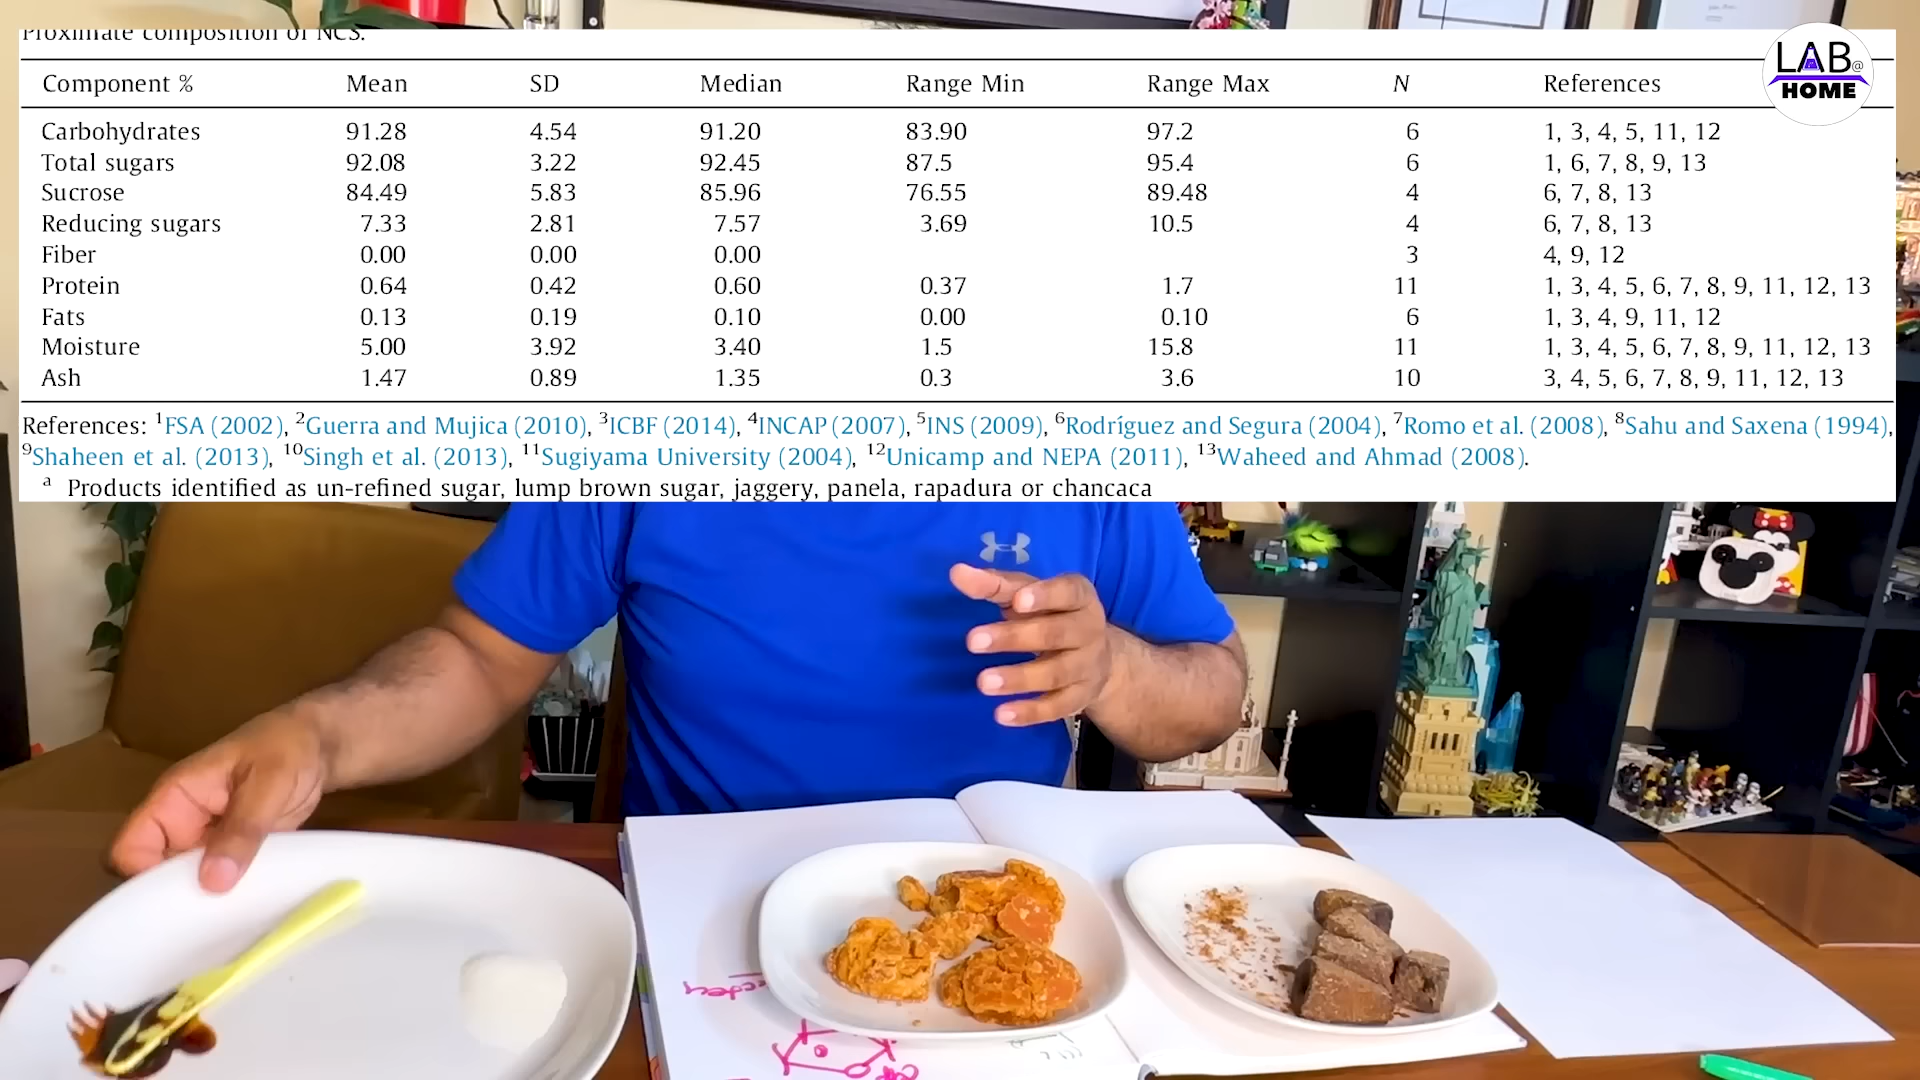 Proximate composition of NCS.
Component % Mean SD Median Range Min Range Max N References
Carbohydrates 91.28 4.54 91.20 83.90 97.2 6 1, 3, 4, 5, 11, 12
Total sugars 92.08 3.22 92.45 87.5 95.4 6 1, 6, 7, 8, 9, 13
Sucrose 84.49 5.83 85.96 76.55 89.48 4 6, 7, 8, 13
Reducing sugars 7.33 2.81 7.57 3.69 10.5 4 6, 7, 8, 13
Fiber 0.00 0.00 0.00 3 4, 9, 12
Protein 0.64 0.42 0.60 0.37 1.7 11 1, 3, 4, 5, 6, 7, 8, 9, 11, 12, 13
Fats 0.13 0.19 0.10 0.00 0.10 6 1, 3, 4, 9, 11, 12
Moisture 5.00 3.92 3.40 1.5 15.8 11 1, 3, 4, 5, 6, 7, 8, 9, 11, 12, 13
Ash 1.47 0.89 1.35 0.3 3.6 10 3, 4, 5, 6, 7, 8, 9, 11, 12, 13
References: 1FSA (2002), 2Guerra and Mujica (2010), 3ICBF (2014), 4INCAP (2007), 5INS (2009), 6Rodríguez and Segura (2004), 7Romo et al. (2008), 8Sahu and Saxena (1994),
9Shaheen et al. (2013), 10Singh et al. (2013), 11Sugiyama University (2004), 12Unicamp and NEPA (2011), 13Waheed and Ahmad (2008).
a Products identified as un-refined sugar, lump brown sugar, jaggery, panela, rapadura or chancaca
LAB@
HOME